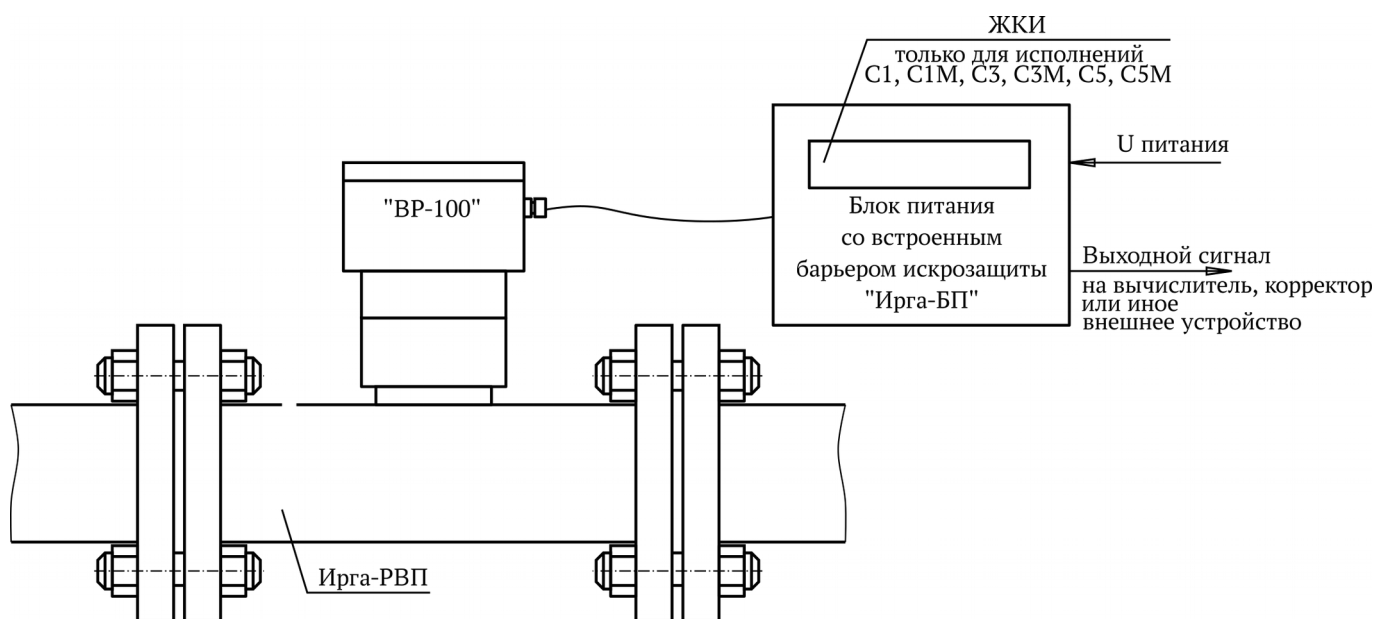 ЖКИ
только для исполнений
С1, С1М, С3, С3М, С5, С5М
U питания
"ВР-100"
Блок питания
со встроенным
барьером искрозащиты
"Ирга-БП"
Выходной сигнал
на вычислитель, корректор
или иное
внешнее устройство
Ирга-РВП